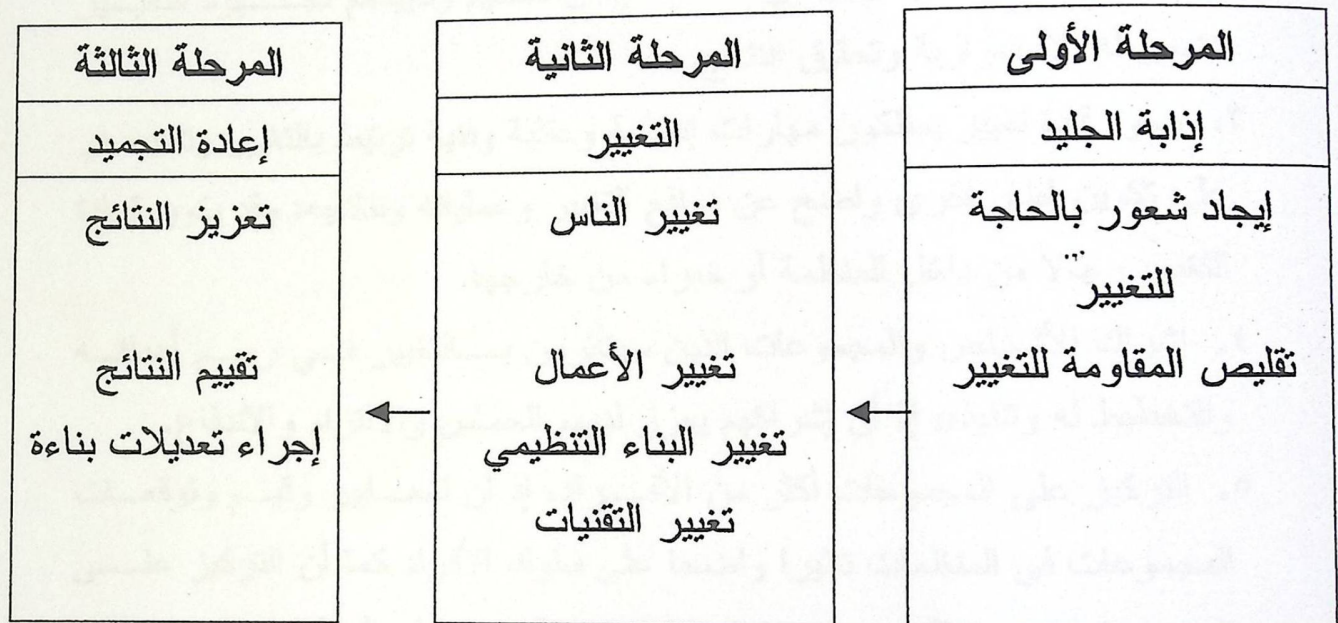 المرحلة الأولى
إذابة الجليد
إيجاد شعور بالحاجة
للتغيير
تقليص المقاومة للتغيير
المرحلة الثانية
التغيير
تغيير الناس
تغيير الأعمال
تغيير البناء التنظيمي
تغيير التقنيات
المرحلة الثالثة
إعادة التجميد
تعزيز النتائج
تقييم النتائج
إجراء تعديلات بناءة